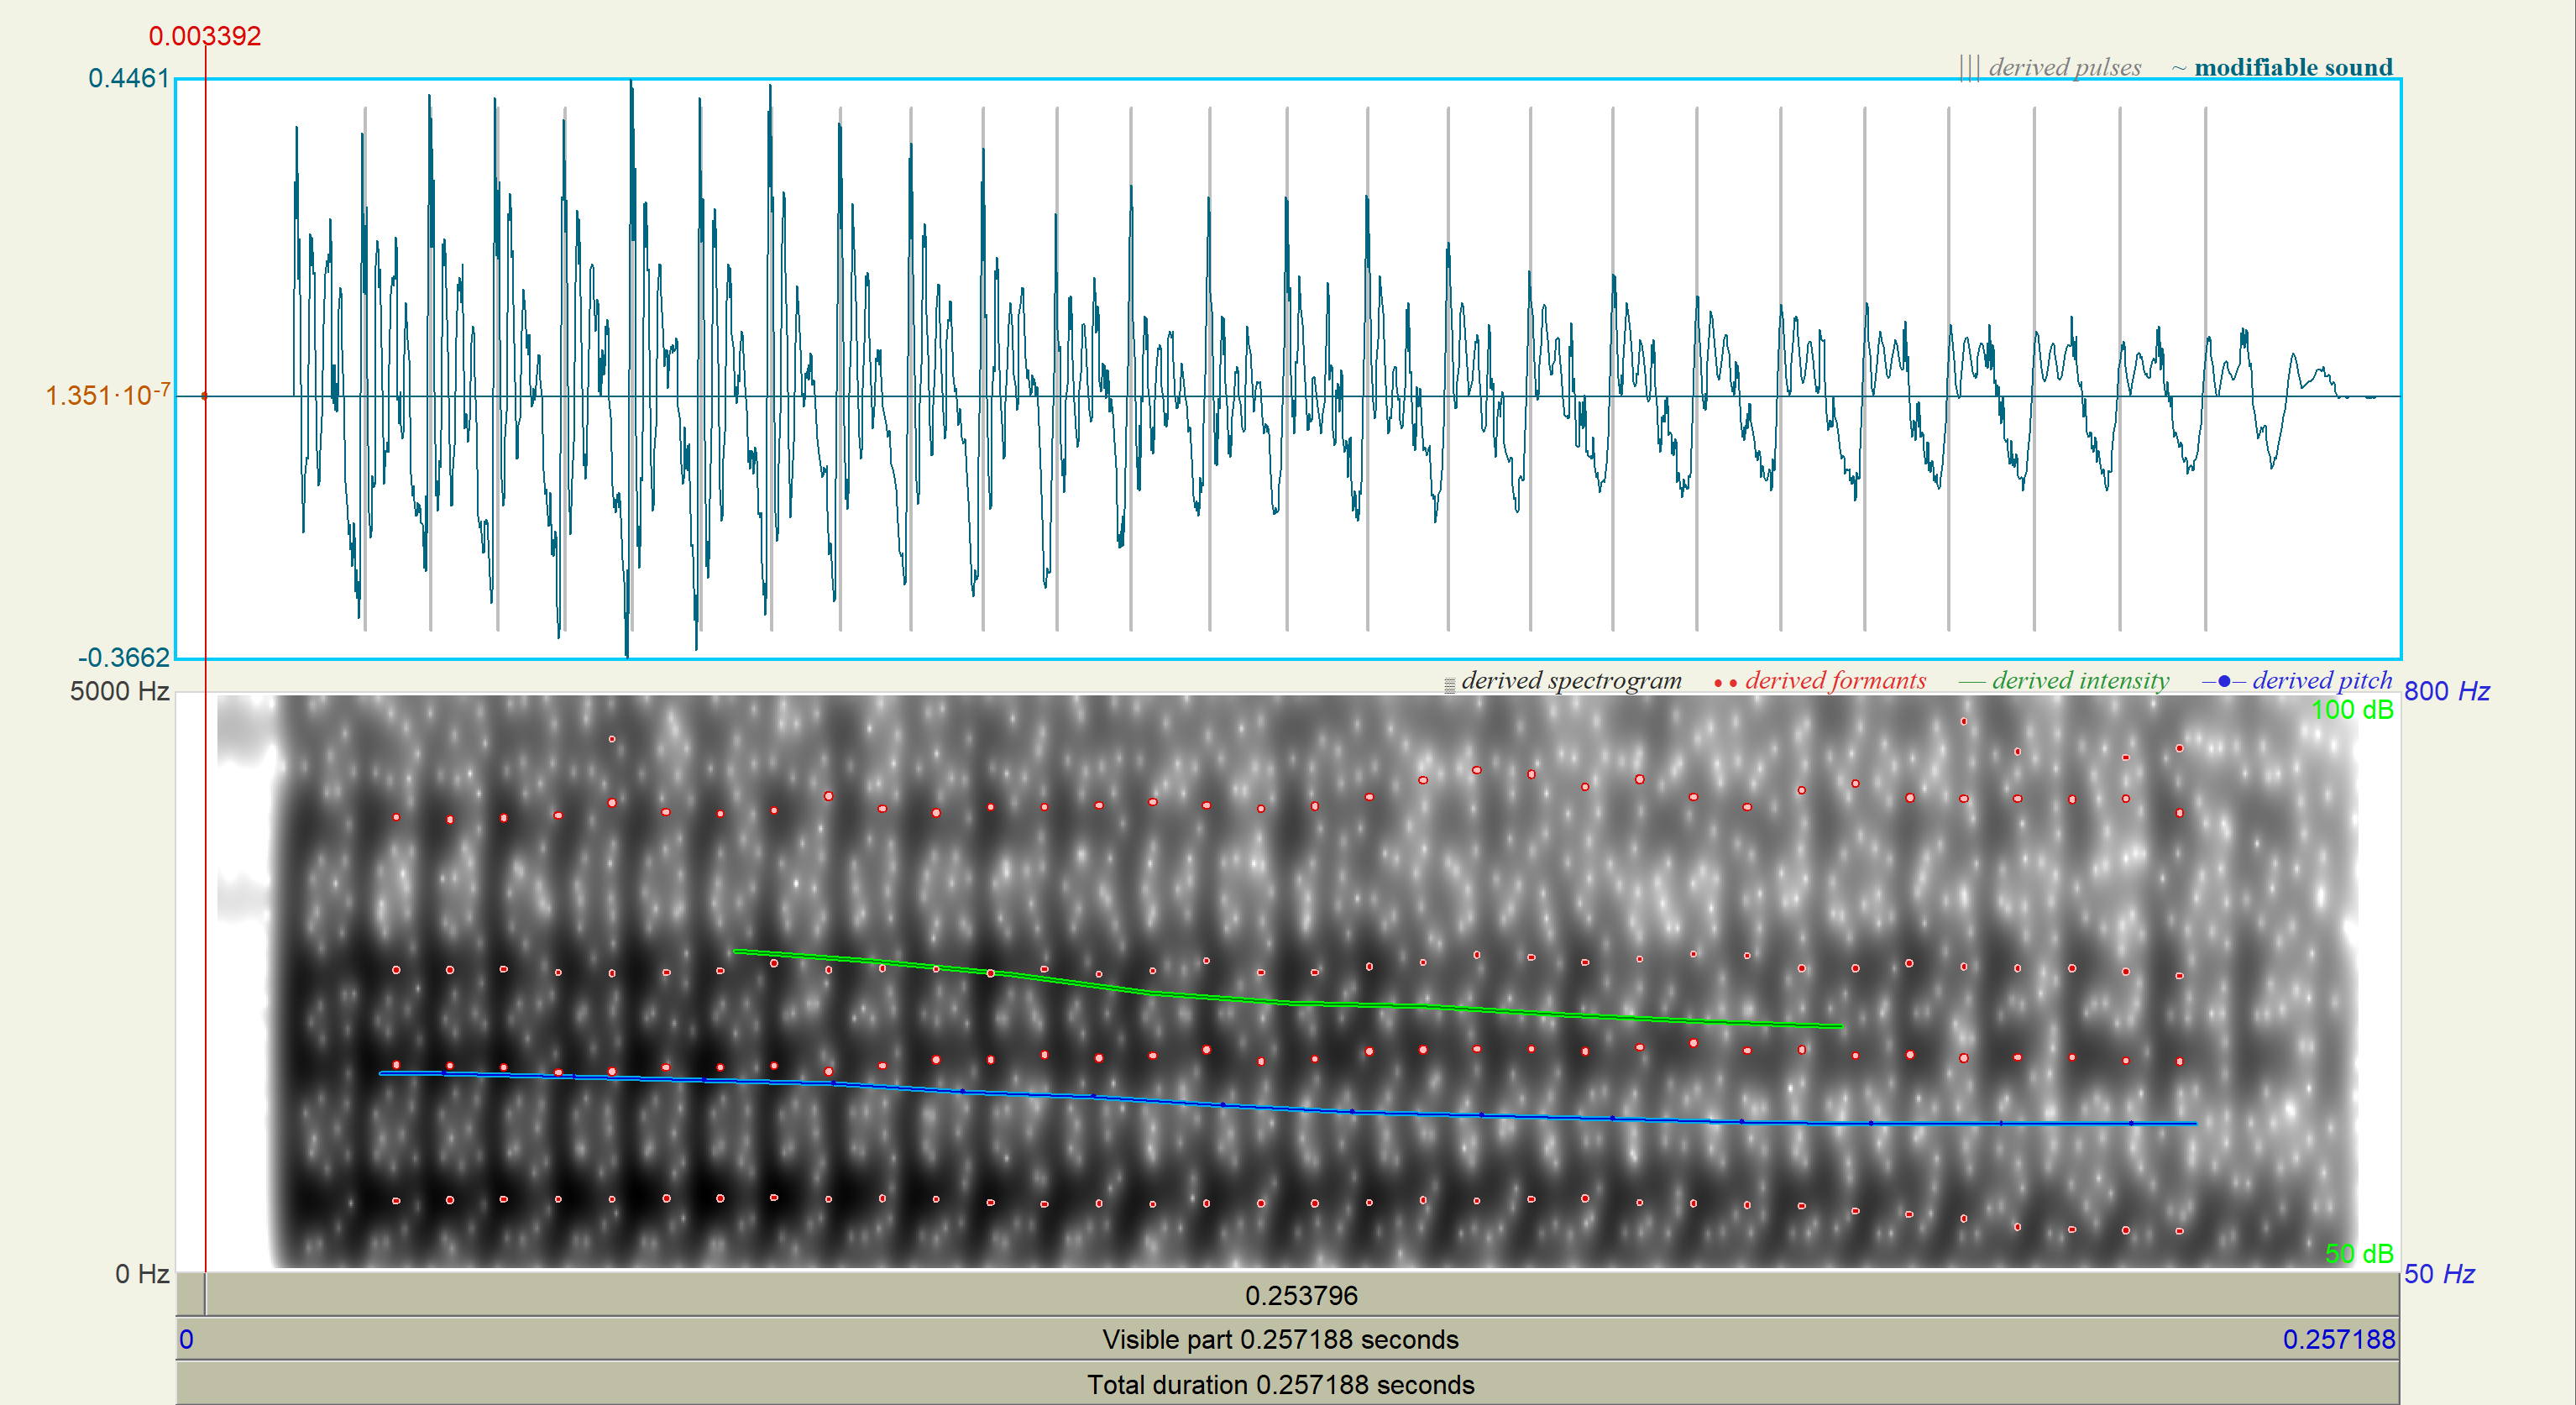 0.003392
0.4461
||| derived pulses ~ modifiable sound
1.351·10-7
-0.3662
5000 Hz
derived spectrogram •• derived formants — derived intensity –●– derived pitch
800 Hz
100 dB
50 dB
0 Hz
50 Hz
0.253796
0 Visible part 0.257188 seconds 0.257188
Total duration 0.257188 seconds